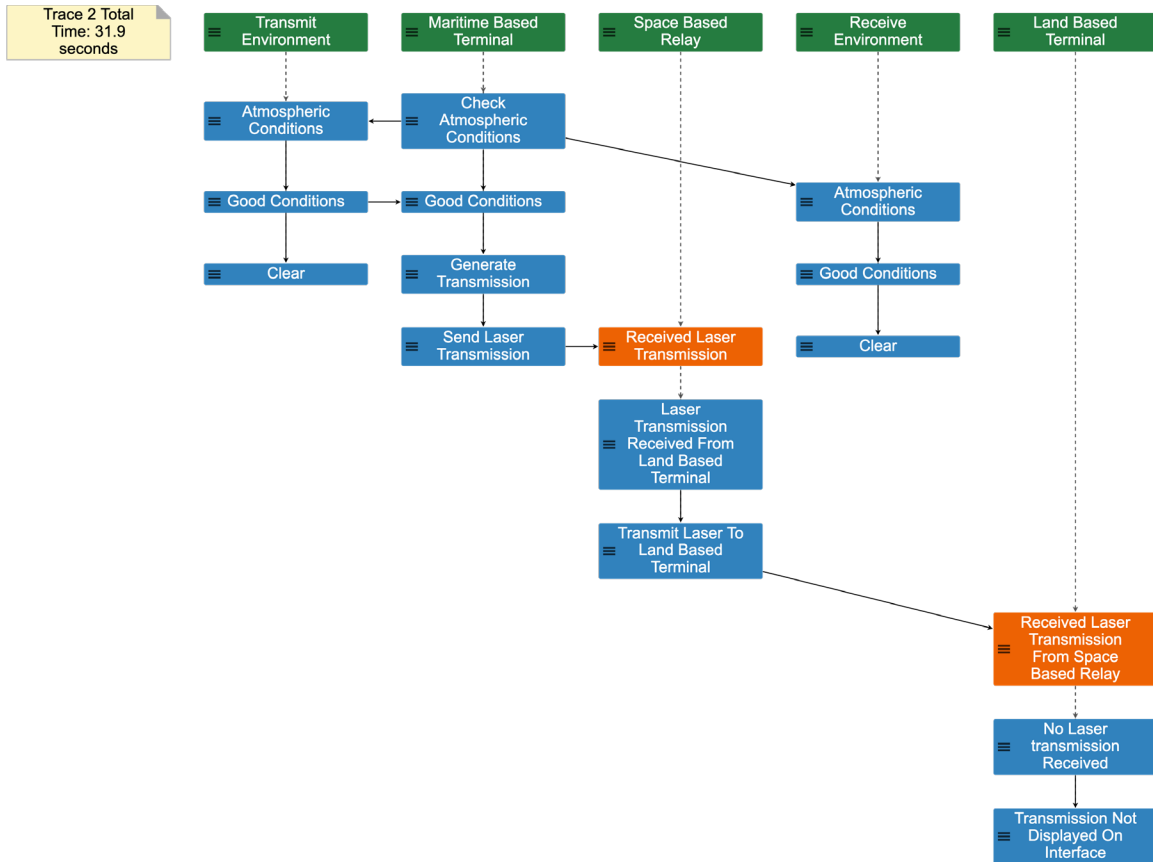 Trace 2 Total
Time: 31.9
seconds
Transmit
Environment
Maritime Based
Terminal
Space Based
Relay
Receive
Environment
Land Based
Terminal
Atmospheric
Conditions
Check
Atmospheric
Conditions
Atmospheric
Conditions
Good Conditions
Good Conditions
Clear
Generate
Transmission
Good Conditions
Send Laser
Transmission
Received Laser
Transmission
Clear
Laser
Transmission
Received From
Land Based
Terminal
Transmit Laser To
Land Based
Terminal
Received Laser
Transmission
From Space
Based Relay
No Laser
transmission
Received
Transmission Not
Displayed On
Interface